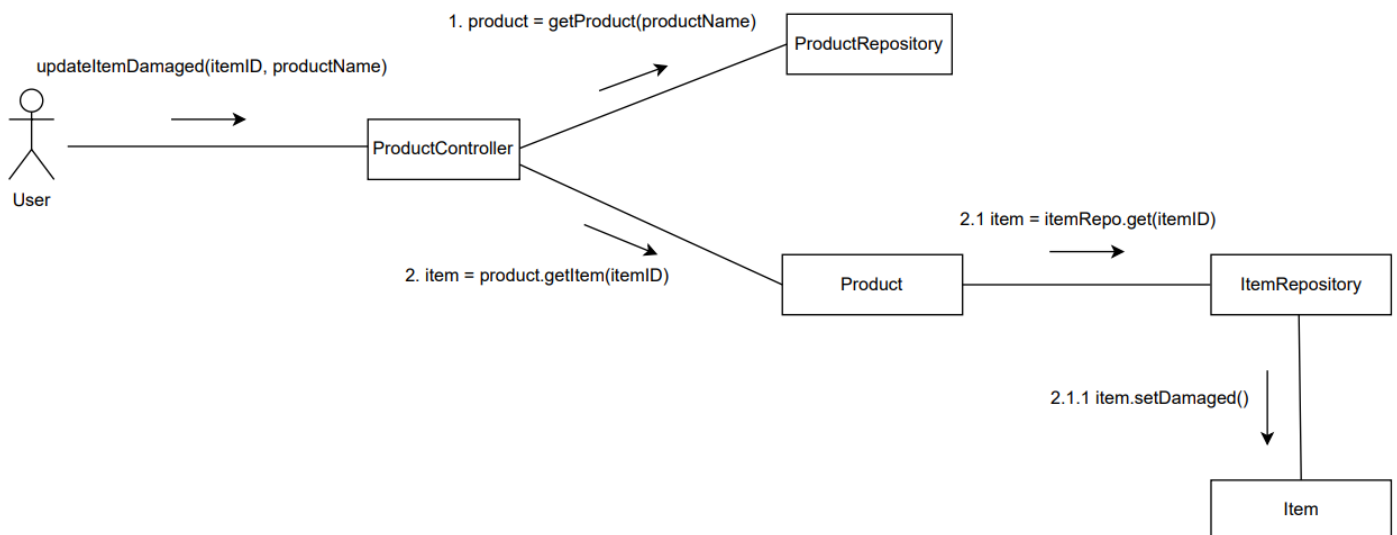 1. product = getProduct(productName)
ProductRepository
updateItemDamaged(itemID, productName)
ProductController
User
2.1 item = itemRepo.get(itemID)
2. item = product.getItem(itemID)
Product
ItemRepository
2.1.1 item.setDamaged()
Item